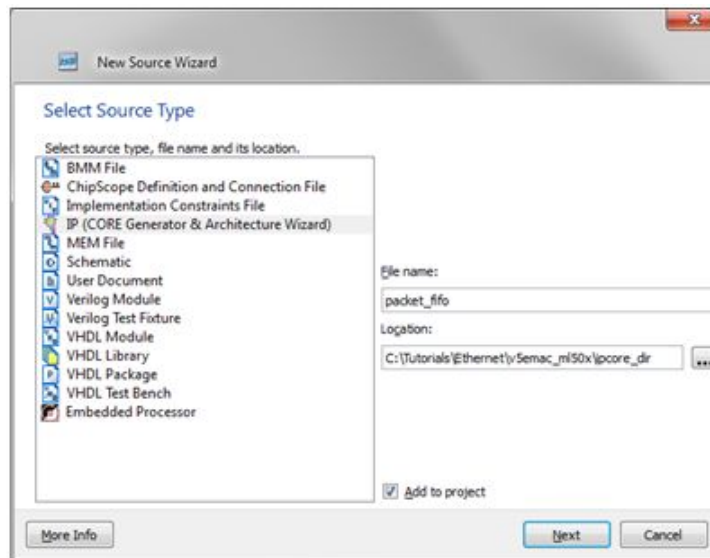 New Source Wizard
Select Source Type
Select source type, file name and its location.
BMM File
ChipScope Definition and Connection File
Implementation Constraints File
IP (CORE Generator & Architecture Wizard)
MEM File
Schematic
User Document
Verilog Module
Verilog Test Fixture
VHDL Module
VHDL Library
VHDL Package
VHDL Test Bench
Embedded Processor
File name:
packet_fifo
Location:
C:\Tutorials\Ethernet\v5emac_ml50x\ipcore_dir
...
Add to project
More Info
Next
Cancel